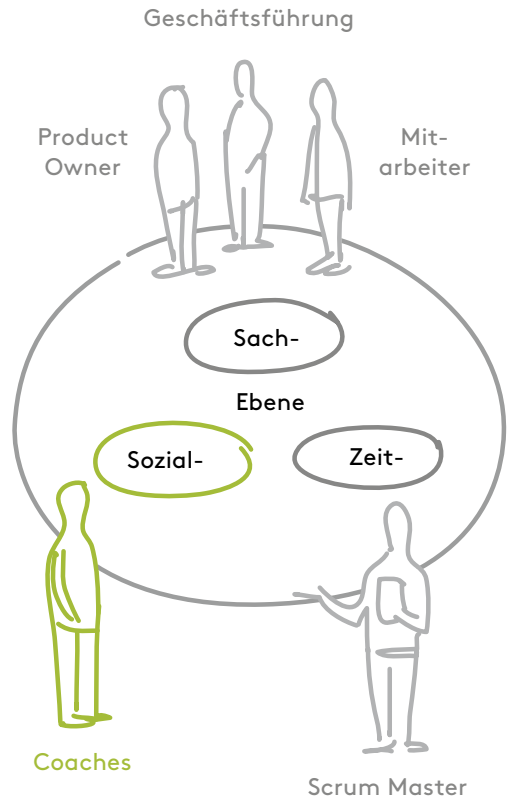 Geschäftsführung
Product
Owner
Mit-
arbeiter
Sach-
Ebene
Sozial-
Zeit-
Coaches
Scrum Master